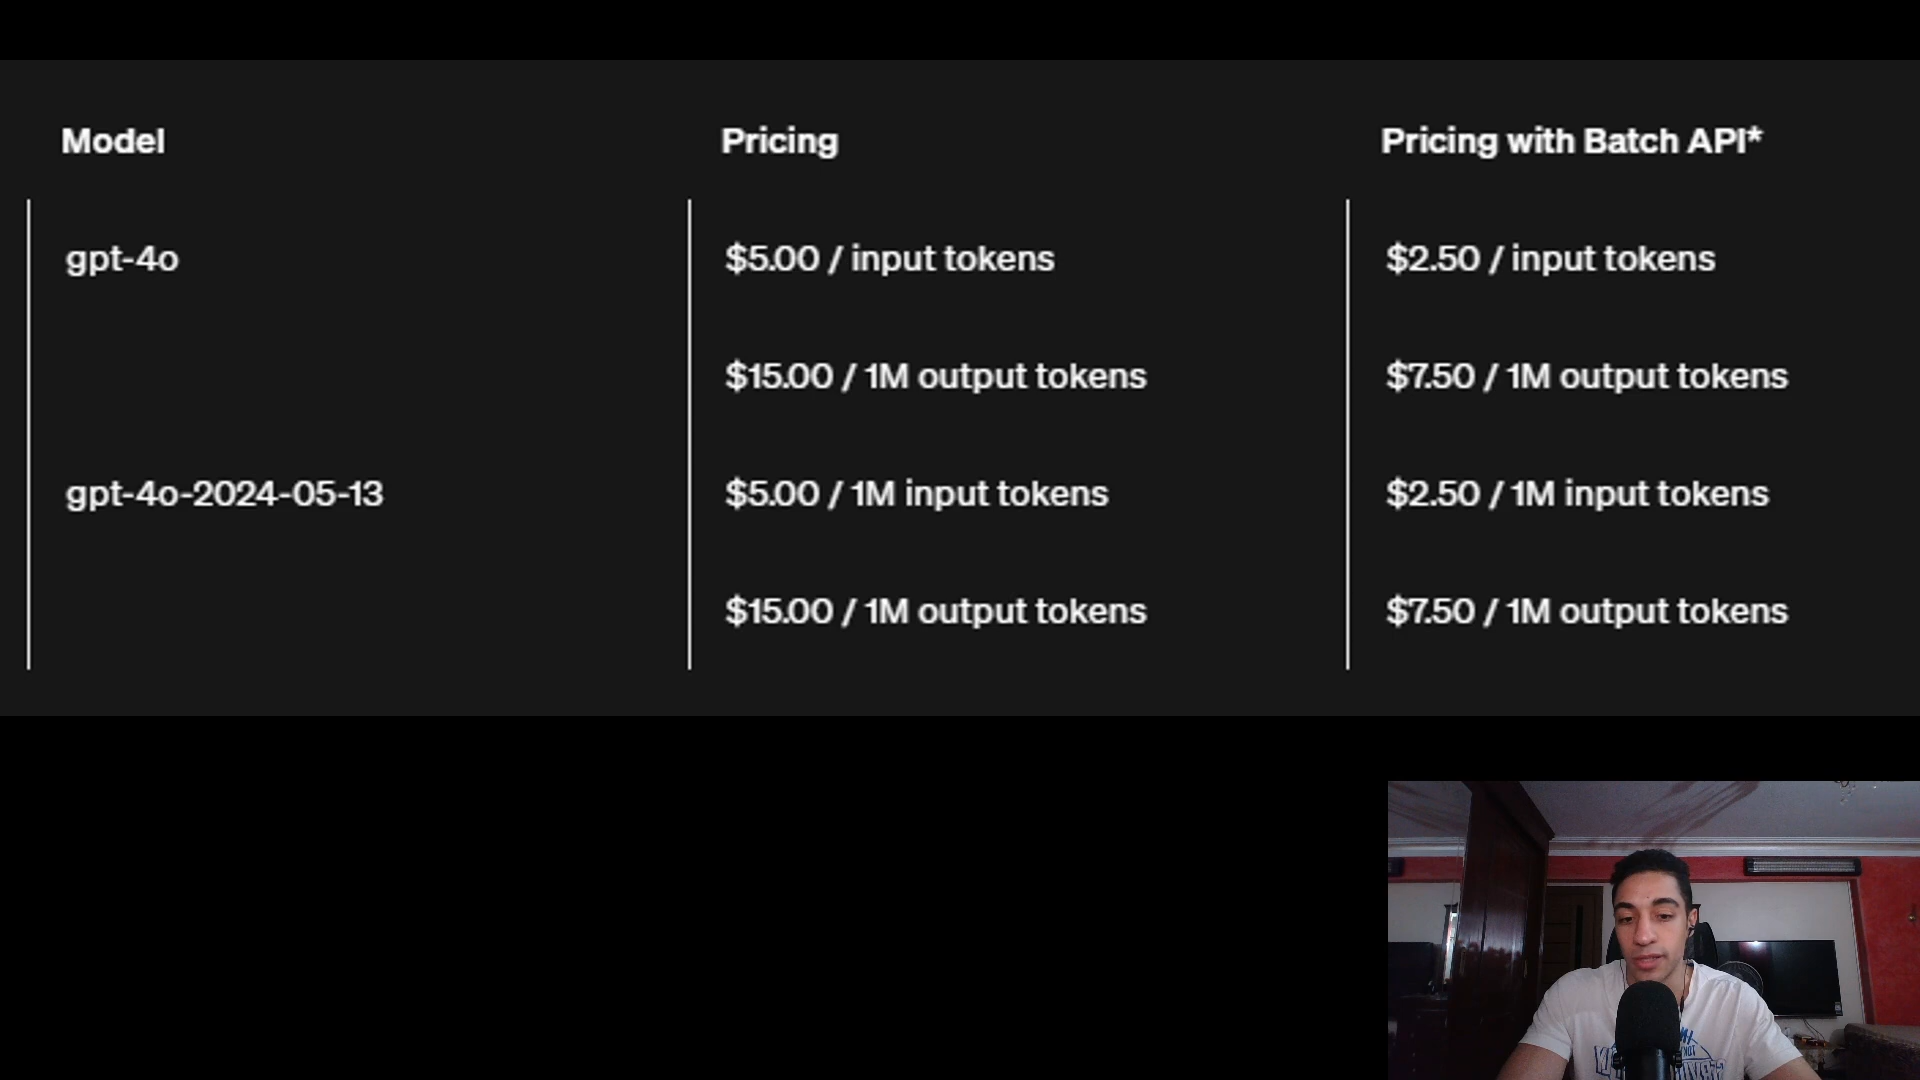 Model Pricing Pricing with Batch API*
gpt-4o $5.00 / input tokens $2.50 / input tokens
$15.00 / 1M output tokens $7.50 / 1M output tokens
gpt-4o-2024-05-13 $5.00 / 1M input tokens $2.50 / 1M input tokens
$15.00 / 1M output tokens $7.50 / 1M output tokens